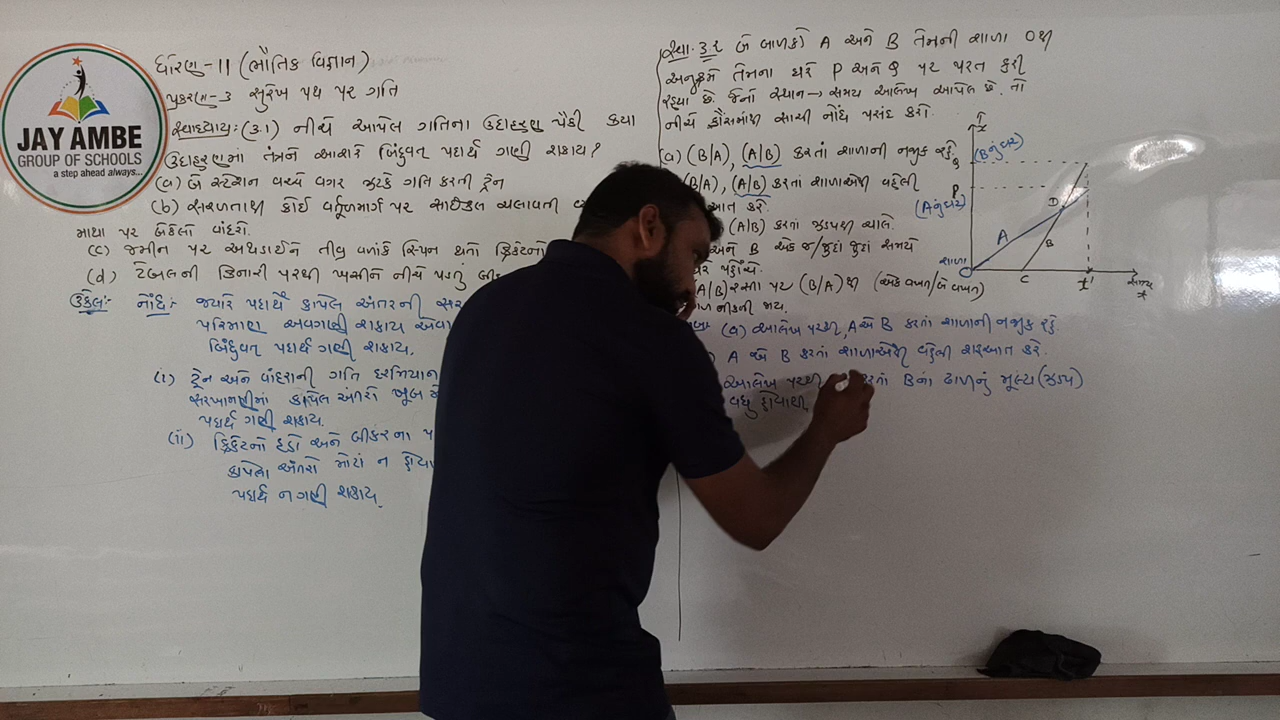 JAY AMBE
GROUP OF SCHOOLS
a step ahead always...
ધોરણ-11 (ભૌતિક વિજ્ઞાન)
પ્રકરણ-3 સુરેખ પથ પર ગતિ
સ્વાધ્યાય: (3.1) નીચે આપેલ ગતિના ઉદાહરણ પૈકી કયા
ઉદાહરણમાં તંત્રને આશરે બિંદુવત્ પદાર્થ ગણી શકાય?
(a) બે સ્ટેશન વચ્ચે વગર ઝટકે ગતિ કરતી ટ્રેન
(b) સરળતાથી કોઈ વર્તુળમાર્ગ પર સાઈકલ ચલાવતી
માથા પર બેઠેલો વાંદરો.
(c) જમીન પર અથડાઈને તીવ્ર વળાંકે સ્પિન થતો ક્રિકેટનો
(d) ટેબલની કિનારી પરથી ખસીને નીચે પડતું
ઉકેલ: નોંધ: જ્યારે પદાર્થે કાપેલ અંતરની
પરિમાણ અવગણી શકાય
બિંદુવત્ પદાર્થ ગણી શકાય.
(i) ટ્રેન અને વાંદરાની ગતિ દરમિયાન
સરખામણીમાં કાપેલ અંતરો ખૂબ
પદાર્થ ગણી શકાય.
(ii) ક્રિકેટનો દડો અને બીકરના
કાપેલા અંતરો મોટાં ન
પદાર્થ ન ગણી શકાય.
સ્વા. 3.2 બે બાળકો A અને B તેમની શાળા O થી
અનુક્રમે તેમના ઘરે P અને Q પર પરત ફરી
રહ્યા છે. જેનો સ્થાન → સમય આલેખ આપેલ છે. તો
નીચે કૌંસમાંથી સાચી નોંધ પસંદ કરો.
(a) (B/A), (A/B) કરતાં શાળાની નજીક રહે
B/A), (A/B) કરતાં શાળાએથી વહેલી
કરે.
(A/B) કરતાં ઝડપથી ચાલે.
અને B એક જ/જુદાં જુદાં સમયે
પહોંચે.
A/B) રસ્તા પર (B/A) થી (એક વખત/બે વખત)
નીકળી જાય.
x
Q
(B નું ઘર)
P
(A નું ઘર)
D
A
B
શાળા
O
C
t'
સમય
t
(a) આલેખ પરથી, A એ B કરતાં શાળાની નજીક રહે.
A એ B કરતાં શાળાએથી વહેલી શરૂઆત કરે.
આલેખ પરથી B ના ઢાળનું મૂલ્ય (ઝડપ)
વધુ હોવાથી